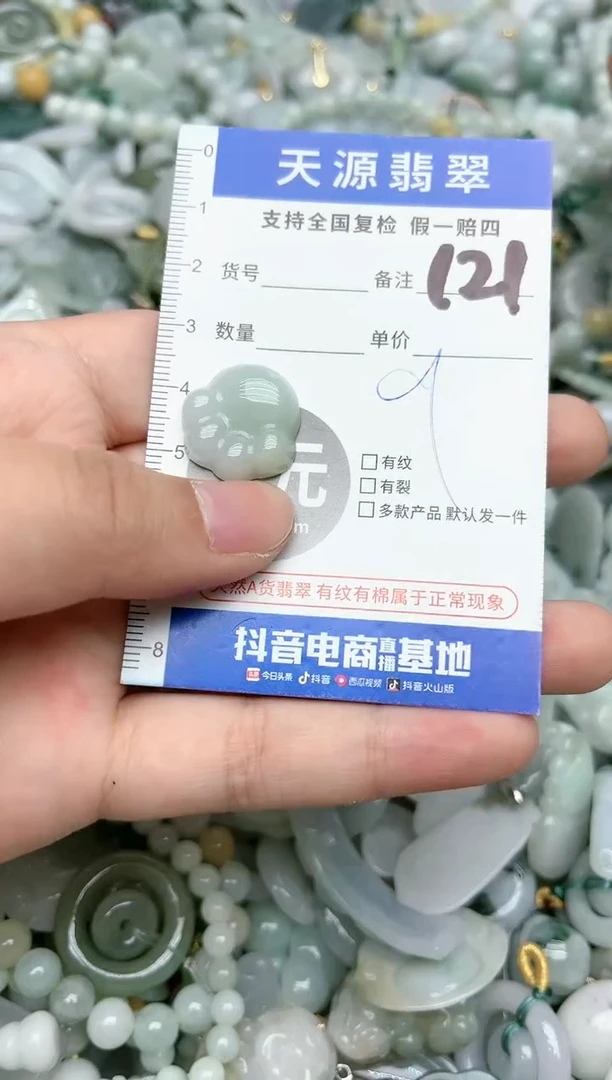 0
天源翡翠
1
支持全国复检 假一赔四
2
货号
备注 121
3
数量
单价
4
5
元
有纹
有裂
多款产品 默认发一件
m
然A货翡翠 有纹有棉属于正常现象
8
抖音电商直播基地
今日头条 抖音 西瓜视频 抖音火山版